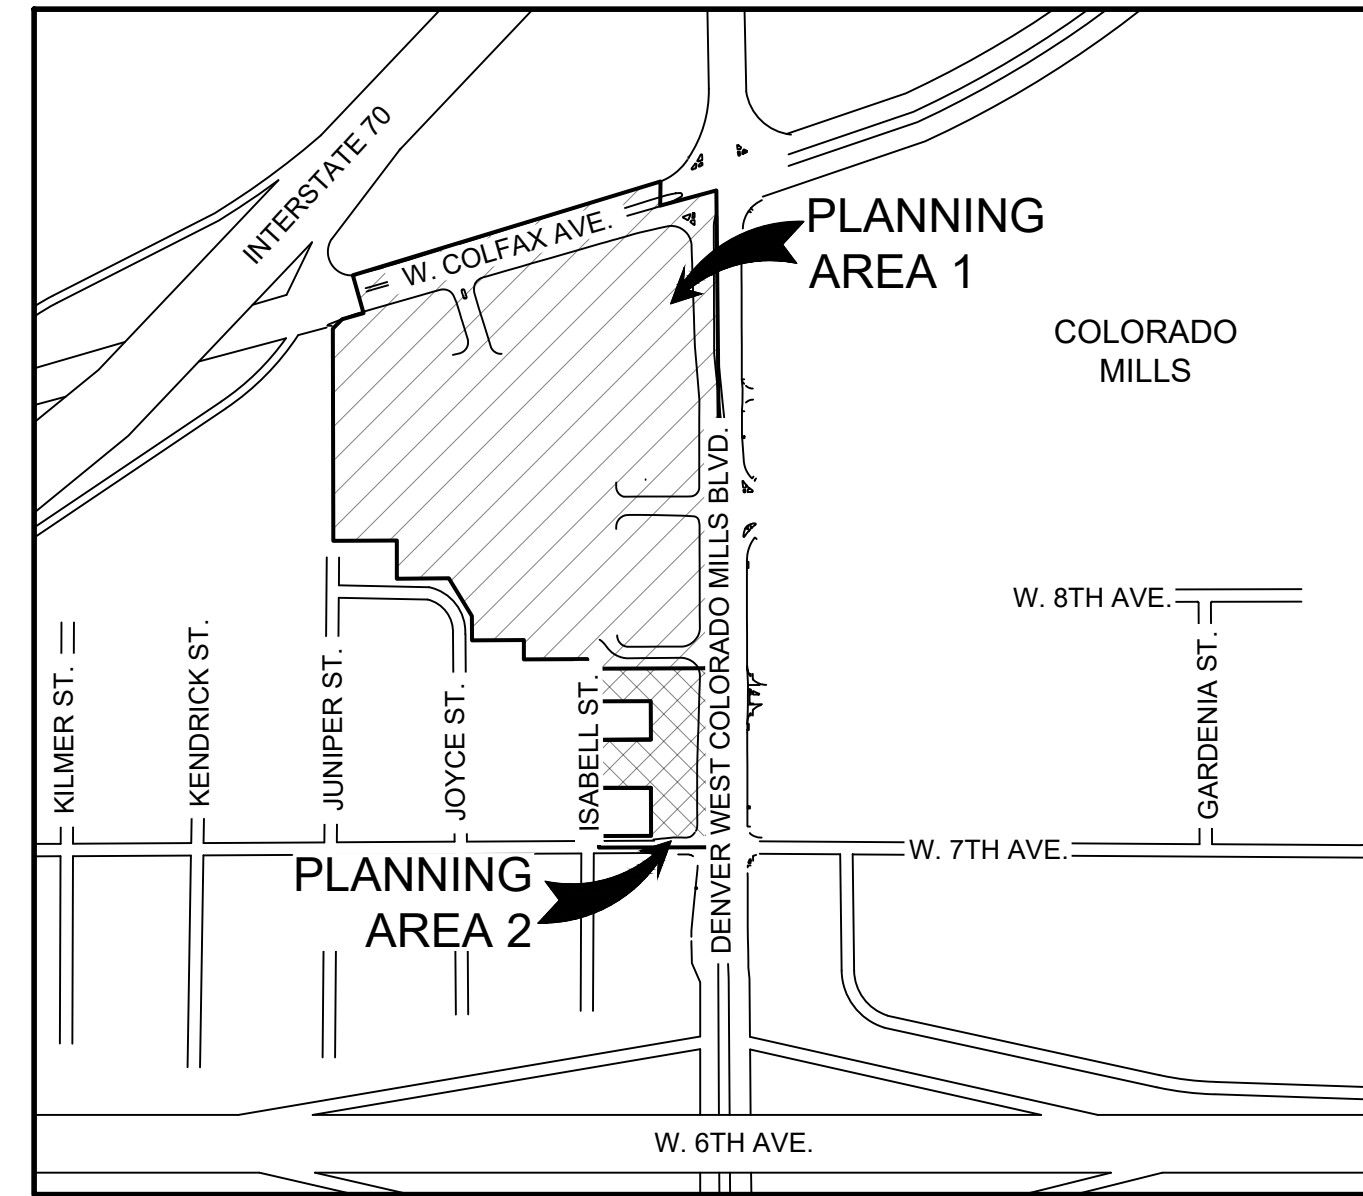 INTERSTATE 70
W. COLFAX AVE.
PLANNING
AREA 1
COLORADO
MILLS
DENVER WEST COLORADO MILLS BLVD.
W. 8TH AVE.
GARDENIA ST.
KILMER ST.
KENDRICK ST.
JUNIPER ST.
JOYCE ST.
ISABELL ST.
W. 7TH AVE.
PLANNING
AREA 2
W. 6TH AVE.